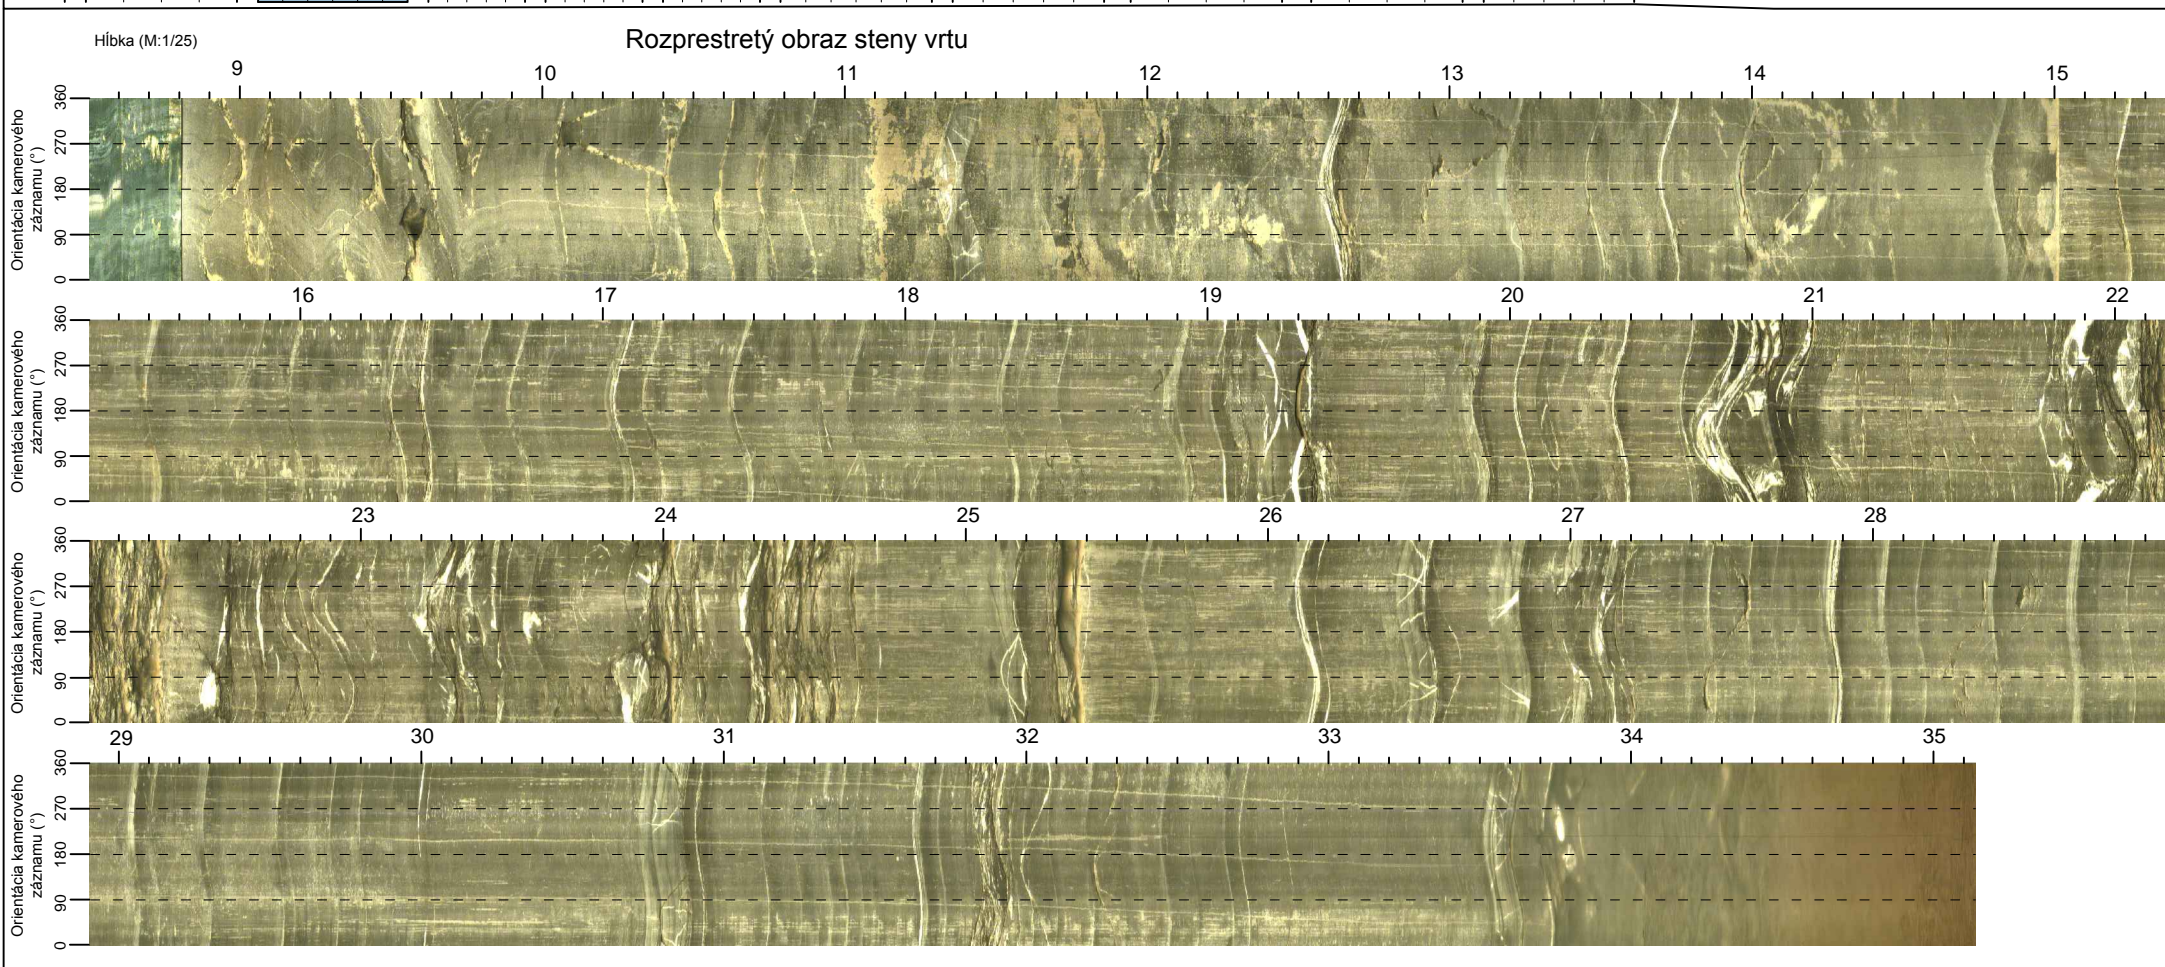 Hĺbka (M:1/25)
Rozprestretý obraz steny vrtu
9 10 11 12 13 14 15
Orientácia kamerového
záznamu (°)
360
270
180
90
0
16 17 18 19 20 21 22
Orientácia kamerového
záznamu (°)
360
270
180
90
0
23 24 25 26 27 28
Orientácia kamerového
záznamu (°)
360
270
180
90
0
29 30 31 32 33 34 35
Orientácia kamerového
záznamu (°)
360
270
180
90
0